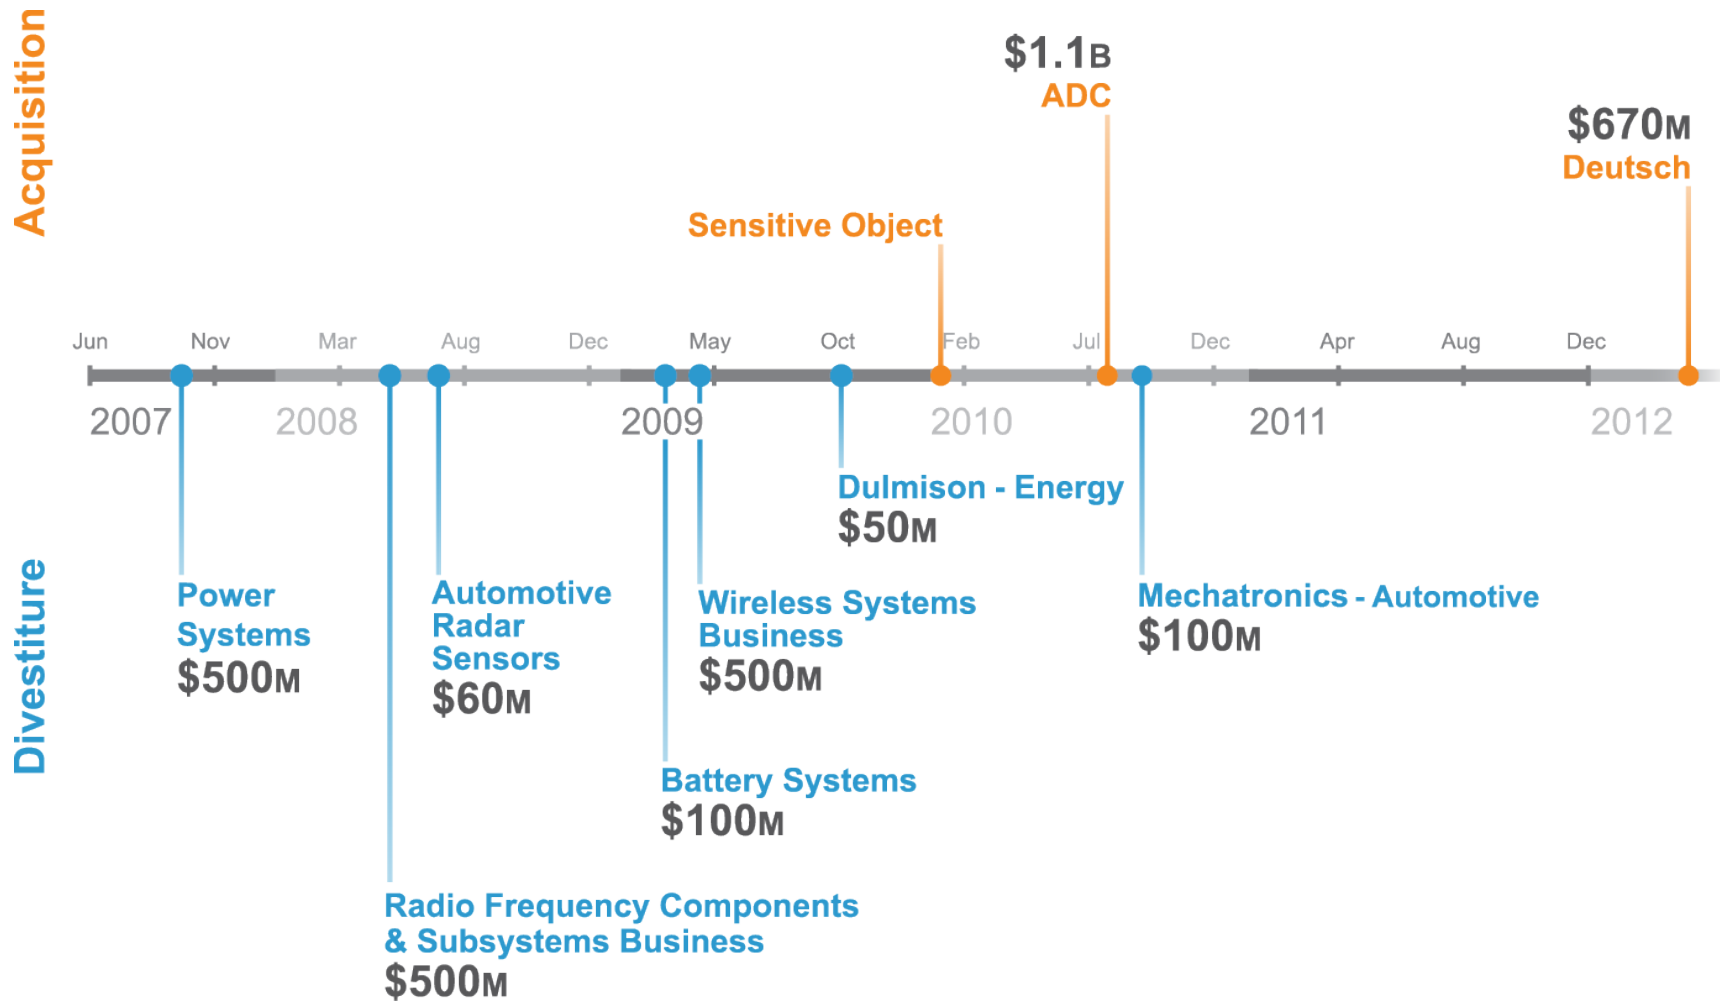 Acquisition
$1.1B
ADC
$670M
Deutsch
Sensitive Object
Jun Nov Mar Aug Dec May Oct Feb Jul Dec Apr Aug Dec
2007 2008 2009 2010 2011 2012
Divestiture
Dulmison - Energy
$50M
Power
Systems
$500M
Automotive
Radar
Sensors
$60M
Wireless Systems
Business
$500M
Mechatronics - Automotive
$100M
Battery Systems
$100M
Radio Frequency Components
& Subsystems Business
$500M